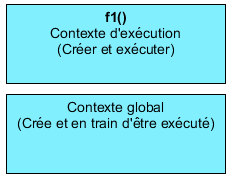 f1()
Contexte d'exécution
(Créer et exécuter)
Contexte global
(Crée et en train d'être exécuté)